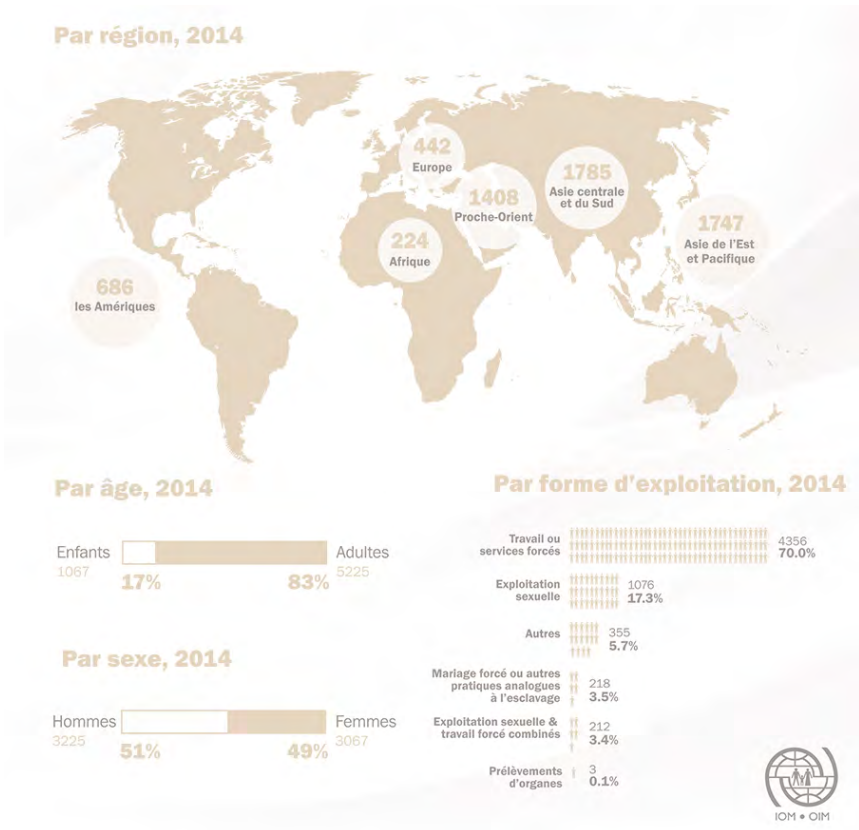 Par région, 2014
442
Europe
1785
Asie centrale
et du Sud
1408
Proche-Orient
1747
Asie de l'Est
et Pacifique
224
Afrique
686
les Amériques
Par âge, 2014
Enfants
1067
17%
83%
Adultes
5225
Par sexe, 2014
Hommes
3225
51%
49%
Femmes
3067
Par forme d'exploitation, 2014
Travail ou
services forcés
4356
70.0%
Exploitation
sexuelle
1076
17.3%
Autres
355
5.7%
Mariage forcé ou autres
pratiques analogues
à l'esclavage
218
3.5%
Exploitation sexuelle &
travail forcé combinés
212
3.4%
Prélèvements
d'organes
3
0.1%
IOM • OIM